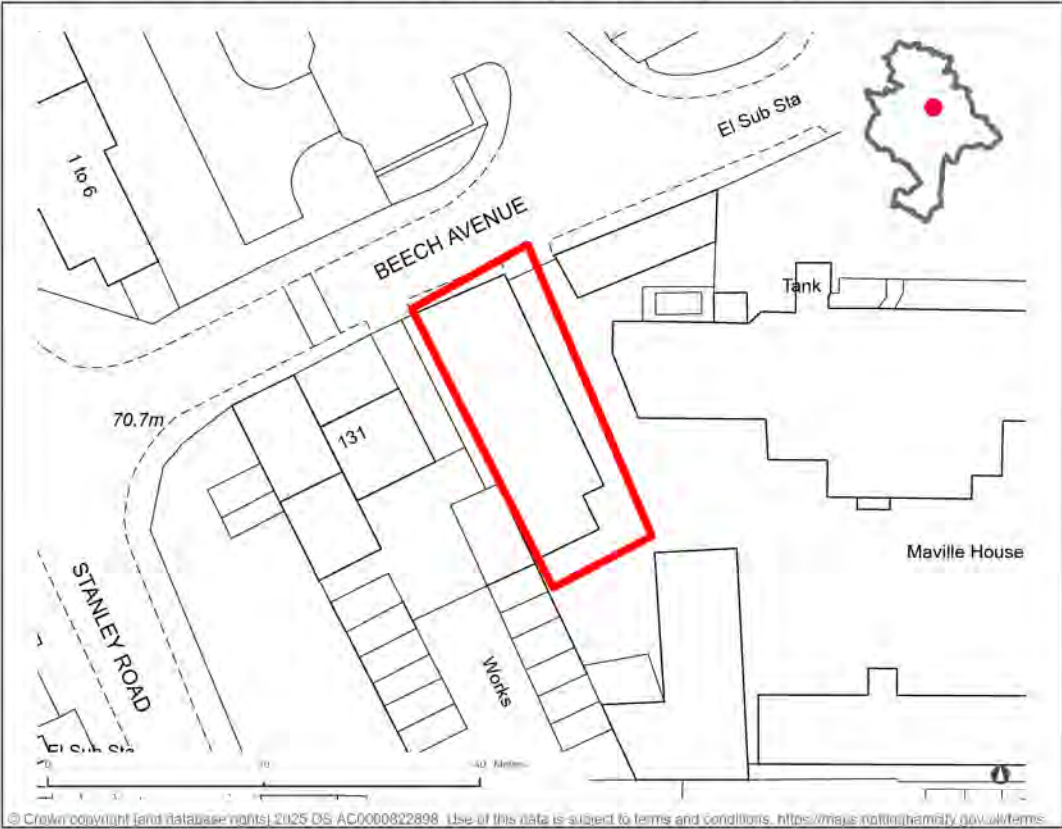 El Sub Sta
1 to 6
BEECH AVENUE
Tank
70.7m
131
Maville House
STANLEY ROAD
Works
El Sub Sta
0
40 Metres
© Crown copyright [and database rights] 2025 OS AC0000822898. Use of this data is subject to terms and conditions. https://maps.nottinghamcity.gov.uk/terms